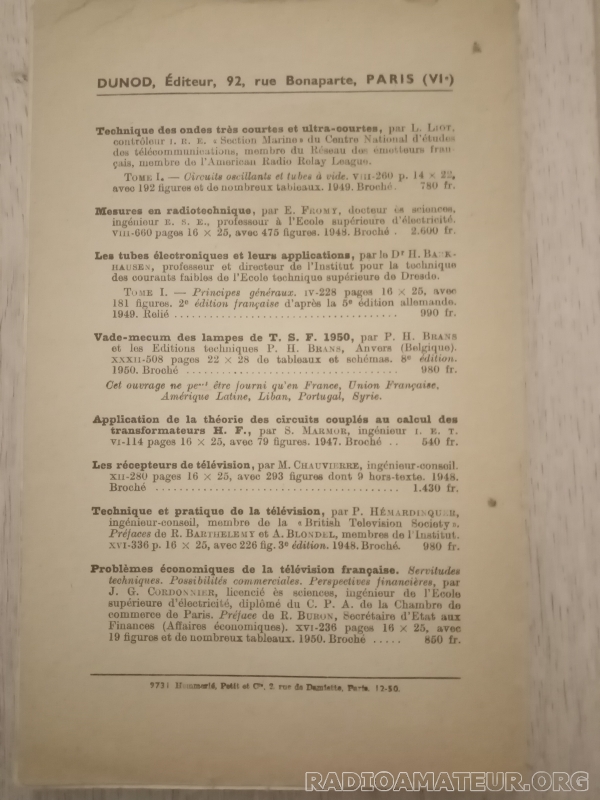 DUNOD, Éditeur, 92, rue Bonaparte, PARIS (VIe)
Technique des ondes très courtes et ultra-courtes, par L. Liot,
contrôleur I. E. E. « Section Marine » du Centre National d'études
des télécommunications, membre du Réseau des émetteurs fran-
çais, membre de l'American Radio Relay League.
Tome I. — Circuits oscillants et tubes à vide. VIII-260 p. 14 × 22,
avec 192 figures et de nombreux tableaux. 1949. Broché. 780 fr.
Mesures en radiotechnique, par E. Fromy, docteur ès sciences,
ingénieur E. S. E., professeur à l'Ecole supérieure d'électricité.
VIII-660 pages 16 × 25, avec 475 figures. 1948. Broché . 2.600 fr.
Les tubes électroniques et leurs applications, par le Dr H. Bark-
hausen, professeur et directeur de l'Institut pour la technique
des courants faibles de l'Ecole technique supérieure de Dresde.
Tome I. — Principes généraux. IV-228 pages 16 × 25, avec
181 figures. 2e édition française d'après la 5e édition allemande.
1949. Relié ........ 990 fr.
Vade-mecum des lampes de T. S. F. 1950, par P. H. Brans
et les Editions techniques P. H. Brans, Anvers (Belgique).
XXXII-508 pages 22 × 28 de tableaux et schémas. 8e édition.
1950. Broché ........ 980 fr.
Cet ouvrage ne peut être fourni qu'en France, Union Française,
Amérique Latine, Liban, Portugal, Syrie.
Application de la théorie des circuits couplés au calcul des
transformateurs H. F., par S. Marmor, ingénieur I. E. T.
VI-114 pages 16 × 25, avec 79 figures. 1947. Broché .. 540 fr.
Les récepteurs de télévision, par M. Chauvierre, ingénieur-conseil.
XII-280 pages 16 × 25, avec 293 figures dont 9 hors-texte. 1948.
Broché ........ 1.430 fr.
Technique et pratique de la télévision, par P. Hémardinquer,
ingénieur-conseil, membre de la « British Television Society ».
Préfaces de R. Barthelemy et A. Blondel, membres de l'Institut.
XVI-336 p. 16 × 25, avec 226 fig. 3e édition. 1948. Broché. 980 fr.
Problèmes économiques de la télévision française. Servitudes
techniques. Possibilités commerciales. Perspectives financières, par
J. G. Cordonnier, licencié ès sciences, ingénieur de l'Ecole
supérieure d'électricité, diplômé du C. P. A. de la Chambre de
commerce de Paris. Préface de R. Buron, Secrétaire d'Etat aux
Finances (Affaires économiques). XVI-236 pages 16 × 25, avec
19 figures et de nombreux tableaux. 1950. Broché ..... 850 fr.
9731 Hemmerlé, Petit et Cie, 2, rue de Damiette, Paris. 12-50.
RADIOAMATEUR.ORG